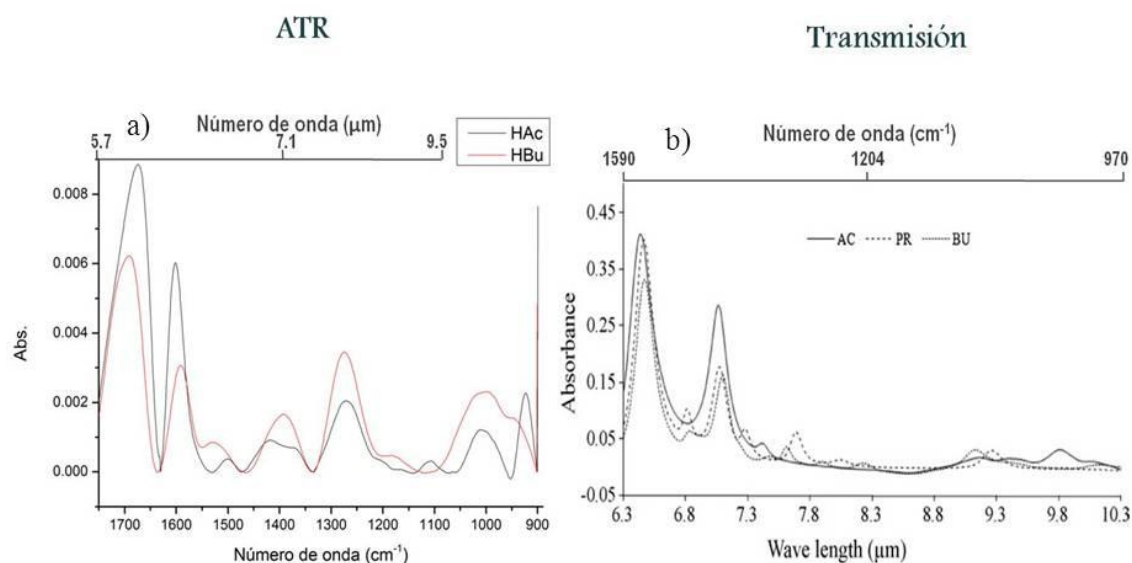 ATR
Transmisión
a)
Número de onda (μm)
5.7 7.1 9.5
HAc
HBu
Abs.
0.008
0.006
0.004
0.002
0.000
1700 1600 1500 1400 1300 1200 1100 1000 900
Número de onda (cm-1)
b)
Número de onda (cm-1)
1590 1204 970
AC PR BU
Absorbance
0.45
0.35
0.25
0.15
0.05
-0.05
6.3 6.8 7.3 7.8 8.3 8.8 9.3 9.8 10.3
Wave length (μm)